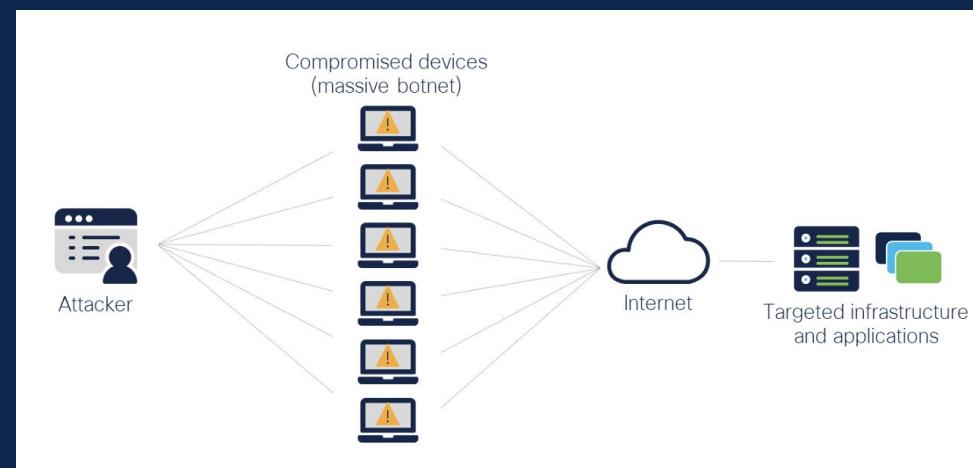 Compromised devices
(massive botnet)
Attacker
Internet
Targeted infrastructure
and applications